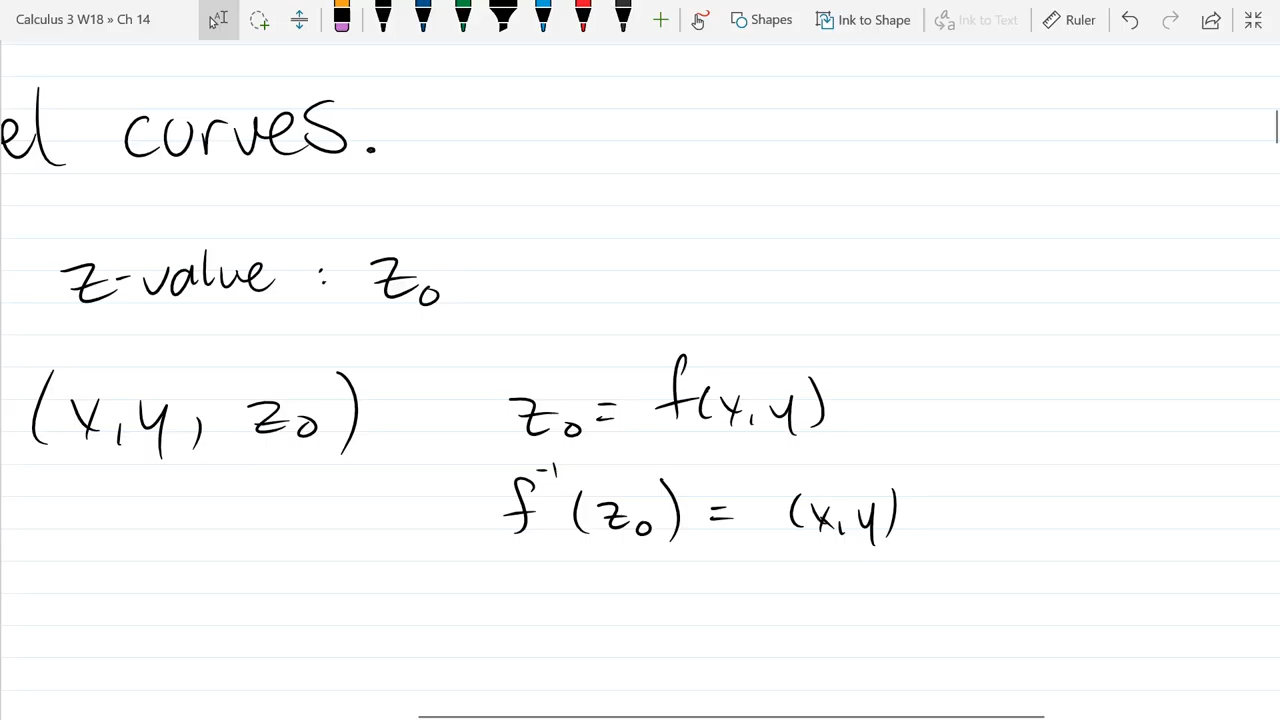 Calculus 3 W18 » Ch 14 Shapes Ink to Shape Ink to Text Ruler
el curves.
z-value : z₀
(x,y, z₀) z₀ = f(x,y)
f⁻¹(z₀) = (x,y)